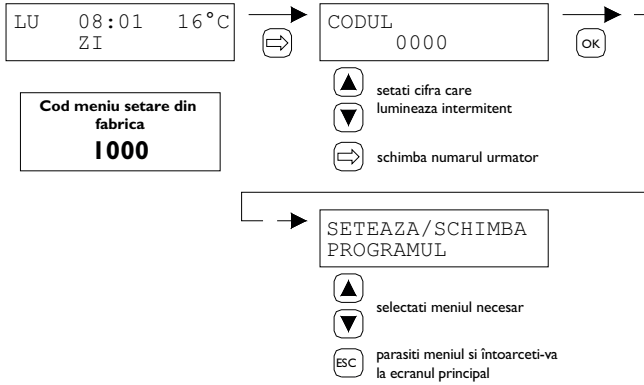 LU 08:01 16°C
ZI
CODUL
0000
OK
setati cifra care
lumineaza intermitent
schimba numarul urmator
Cod meniu setare din
fabrica
1000
SETEAZA/SCHIMBA
PROGRAMUL
selectati meniul necesar
ESC
parasiti meniul si întoarceti-va
la ecranul principal